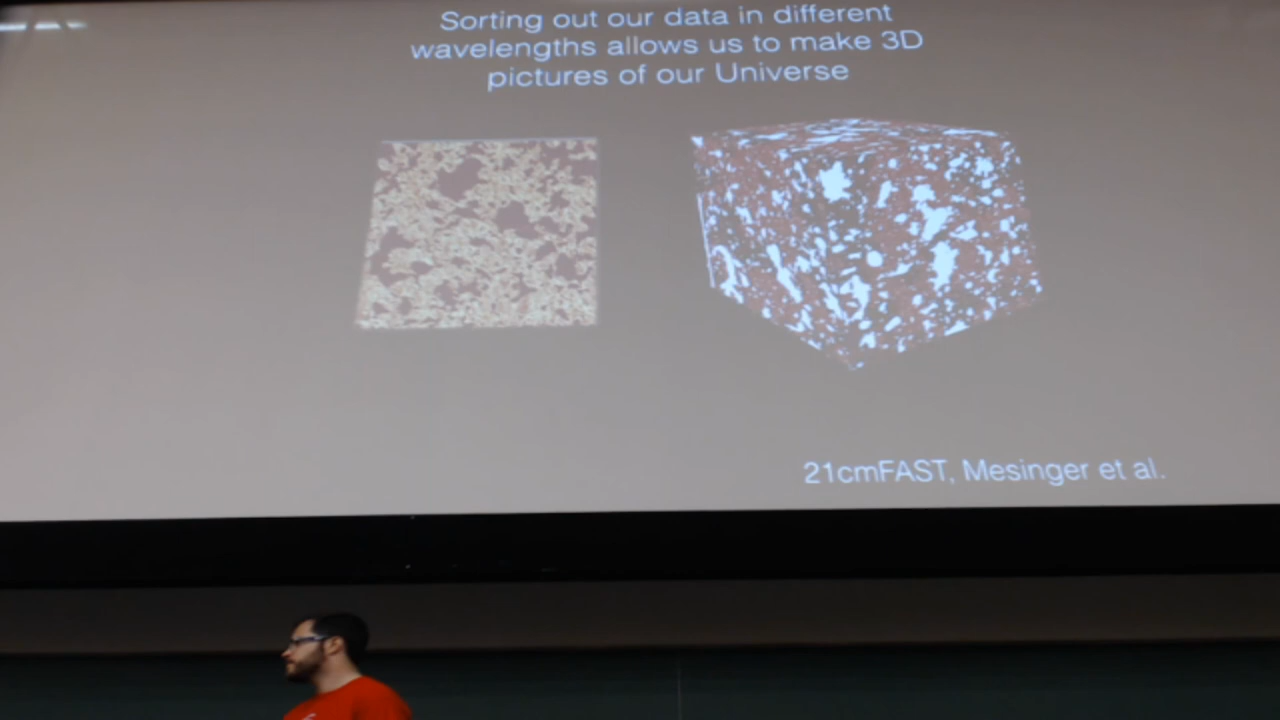 Sorting out our data in different
wavelengths allows us to make 3D
pictures of our Universe
21cmFAST, Mesinger et al.